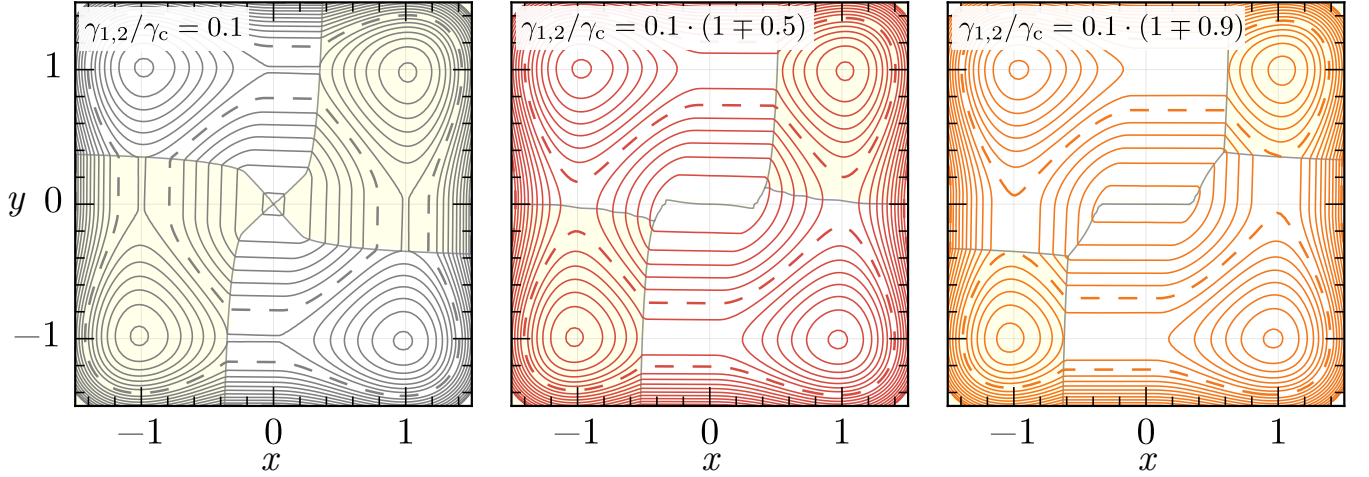 γ₁,₂/γc = 0.1
γ₁,₂/γc = 0.1 · (1 ∓ 0.5)
γ₁,₂/γc = 0.1 · (1 ∓ 0.9)
1
y 0
−1
−1 0 1
−1 0 1
−1 0 1
x
x
x